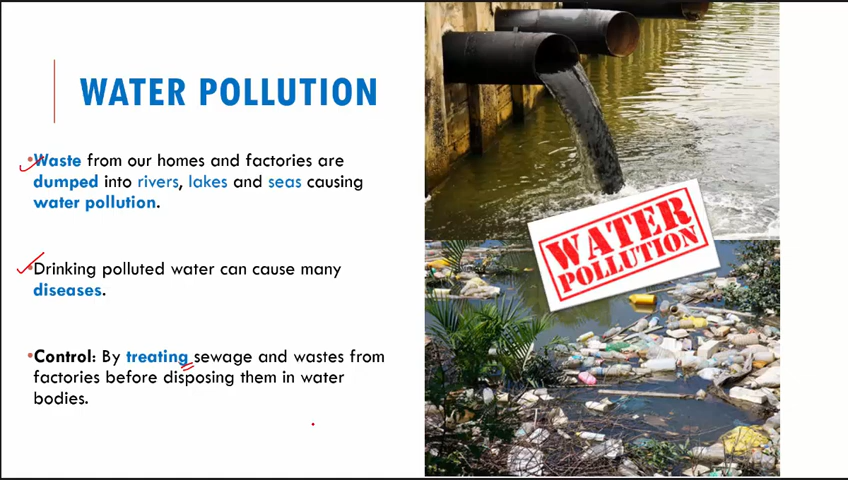 WATER POLLUTION
•Waste from our homes and factories are
dumped into rivers, lakes and seas causing
water pollution.
•Drinking polluted water can cause many
diseases.
•Control: By treating sewage and wastes from
factories before disposing them in water
bodies.
WATER
POLLUTION